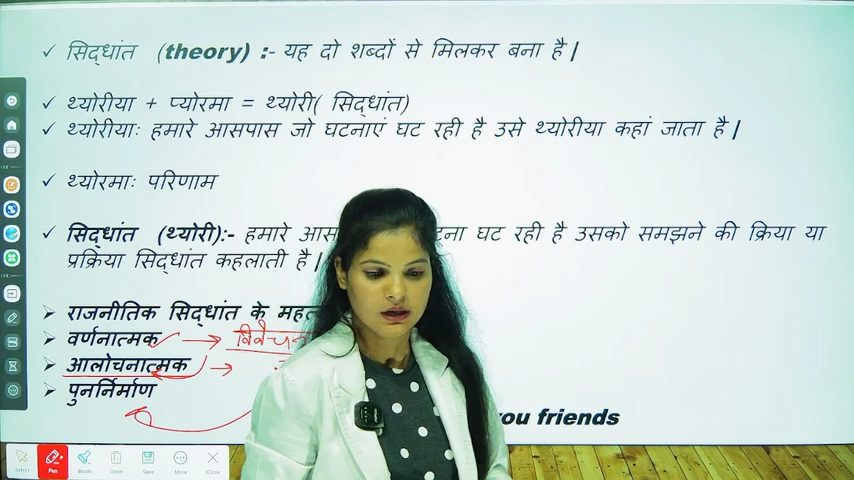 ✓ सिद्धांत (theory) :- यह दो शब्दों से मिलकर बना है |
✓ थ्योरीया + प्योरमा = थ्योरी( सिद्धांत)
✓ थ्योरीयाः हमारे आसपास जो घटनाएं घट रही है उसे थ्योरीया कहां जाता है |
✓ थ्योरमाः परिणाम
✓ सिद्धांत (थ्योरी):- हमारे आस टना घट रही है उसको समझने की क्रिया या
प्रक्रिया सिद्धांत कहलाती है |
➢ राजनीतिक सिद्धांत के महत
➢ वर्णनात्मक → विवेचन
➢ आलोचनात्मक →
➢ पुनर्निर्माण
you friends
Select Pen Brush Clean Save More Close